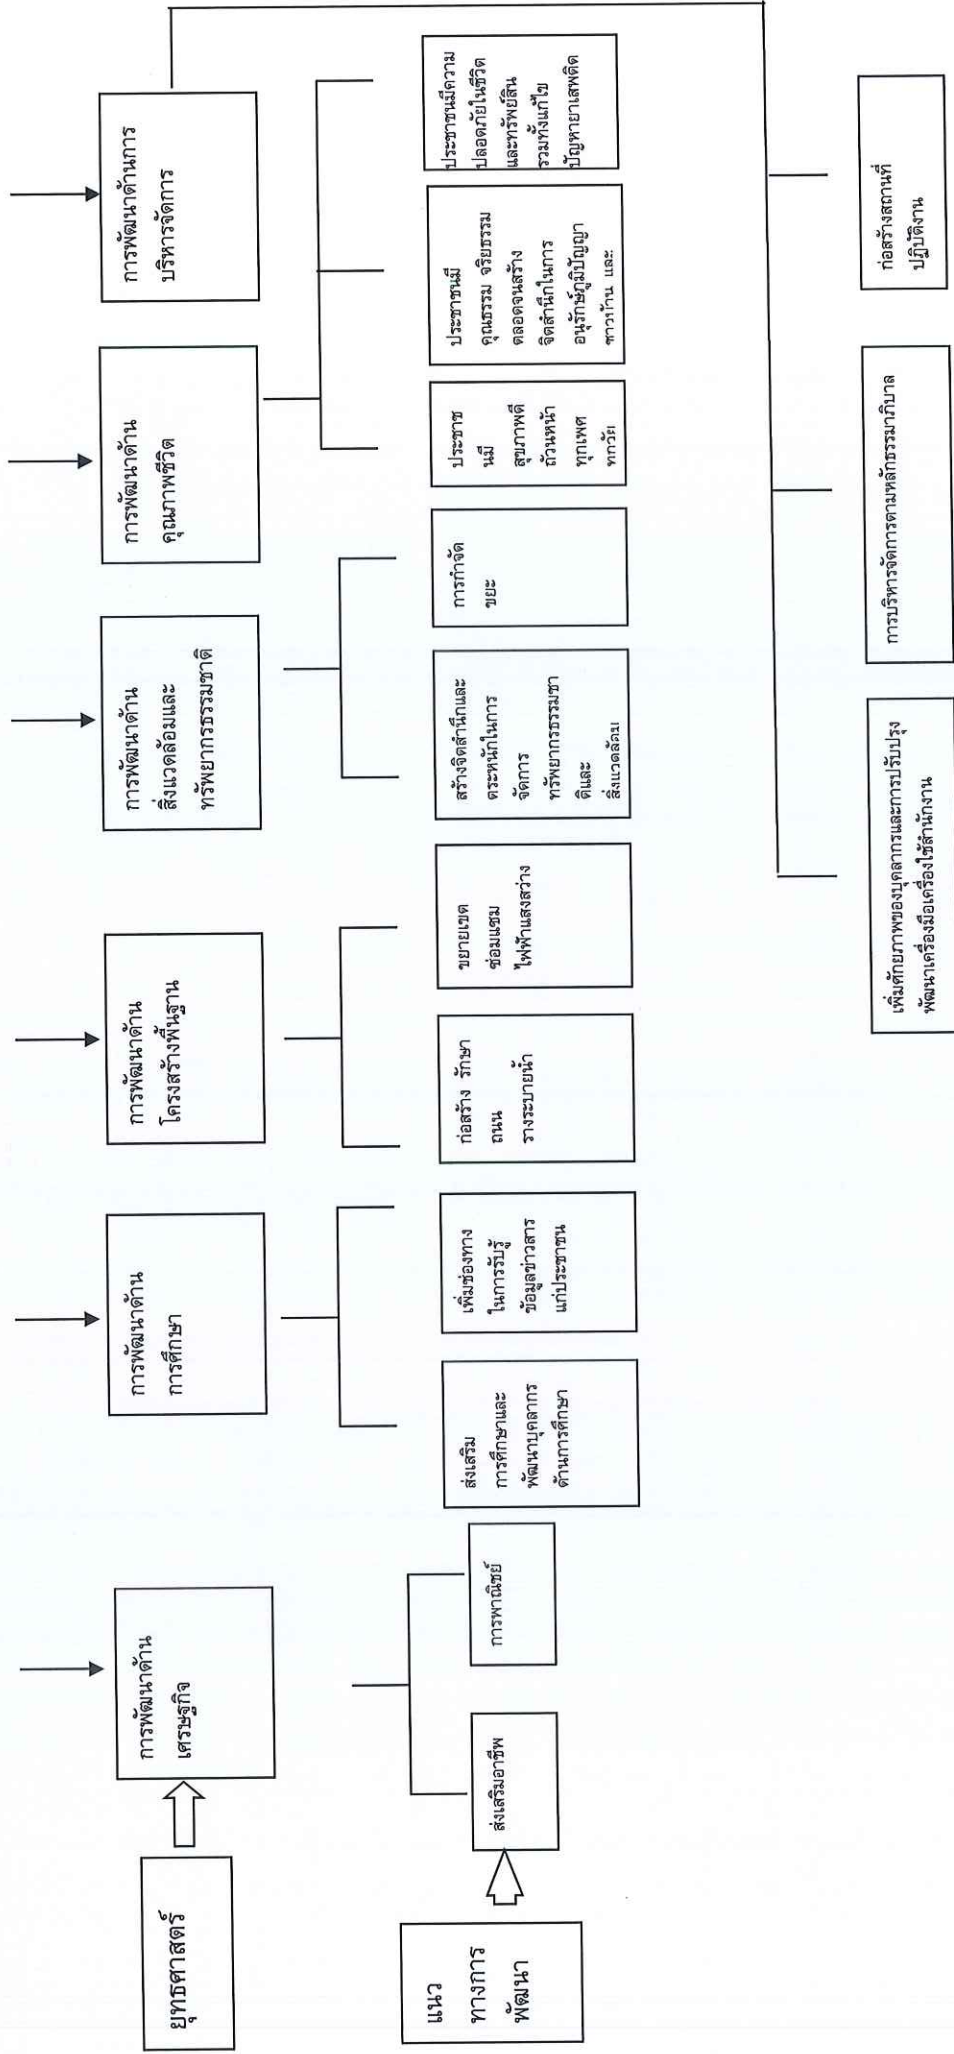 ยุทธศาสตร์
การพัฒนาด้าน
เศรษฐกิจ
การพัฒนาด้าน
การศึกษา
การพัฒนาด้าน
โครงสร้างพื้นฐาน
การพัฒนาด้าน
สิ่งแวดล้อมและ
ทรัพยากรธรรมชาติ
การพัฒนาด้าน
คุณภาพชีวิต
การพัฒนาด้านการ
บริหารจัดการ
แนว
ทางการ
พัฒนา
ส่งเสริมอาชีพ
การพาณิชย์
ส่งเสริม
การศึกษาและ
พัฒนาบุคลากร
ด้านการศึกษา
เพิ่มช่องทาง
ในการรับรู้
ข้อมูลข่าวสาร
แก่ประชาชน
ก่อสร้าง รักษา
ถนน
รางระบายน้ำ
ขยายเขต
ซ่อมแซม
ไฟฟ้าแสงสว่าง
สร้างจิตสำนึกและ
ตระหนักในการ
จัดการ
ทรัพยากรธรรมชา
ติและ
สิ่งแวดล้อม
การกำจัด
ขยะ
ประชาช
นมี
สุขภาพดี
ถ้วนหน้า
ทุกเพศ
ทุกวัย
ประชาชนมี
คุณธรรม จริยธรรม
ตลอดจนสร้าง
จิตสำนึกในการ
อนุรักษ์ภูมิปัญญา
ชาวบ้าน และ
ประชาชนมีความ
ปลอดภัยในชีวิต
และทรัพย์สิน
รวมทั้งแก้ไข
ปัญหายาเสพติด
เพิ่มศักยภาพของบุคลากรและการปรับปรุง
พัฒนาเครื่องมือเครื่องใช้สำนักงาน
การบริหารจัดการตามหลักธรรมาภิบาล
ก่อสร้างสถานที่
ปฏิบัติงาน